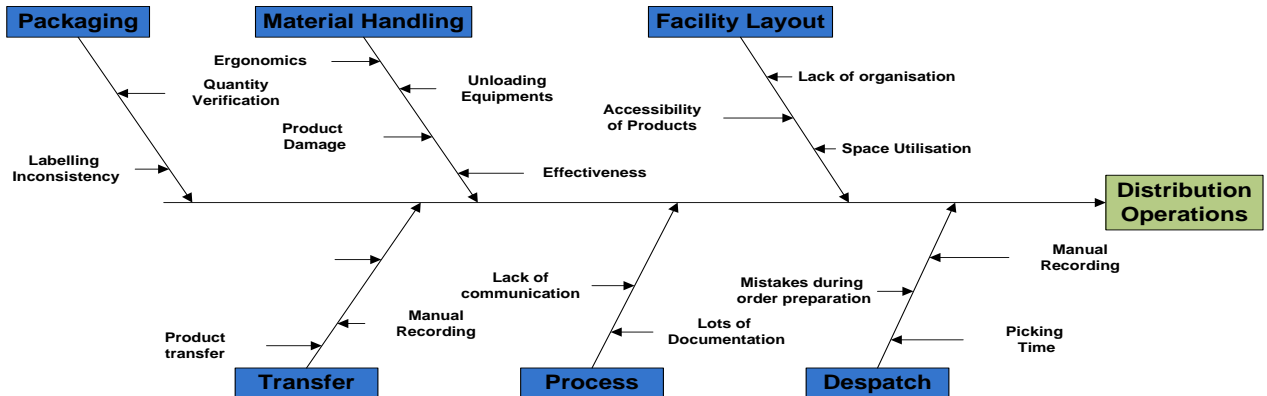 Packaging
Material Handling
Facility Layout
Ergonomics
Quantity
Verification
Unloading
Equipments
Lack of organisation
Accessibility
of Products
Product
Damage
Space Utilisation
Labelling
Inconsistency
Effectiveness
Distribution
Operations
Manual
Recording
Lack of
communication
Mistakes during
order preparation
Manual
Recording
Product
transfer
Lots of
Documentation
Picking
Time
Transfer
Process
Despatch